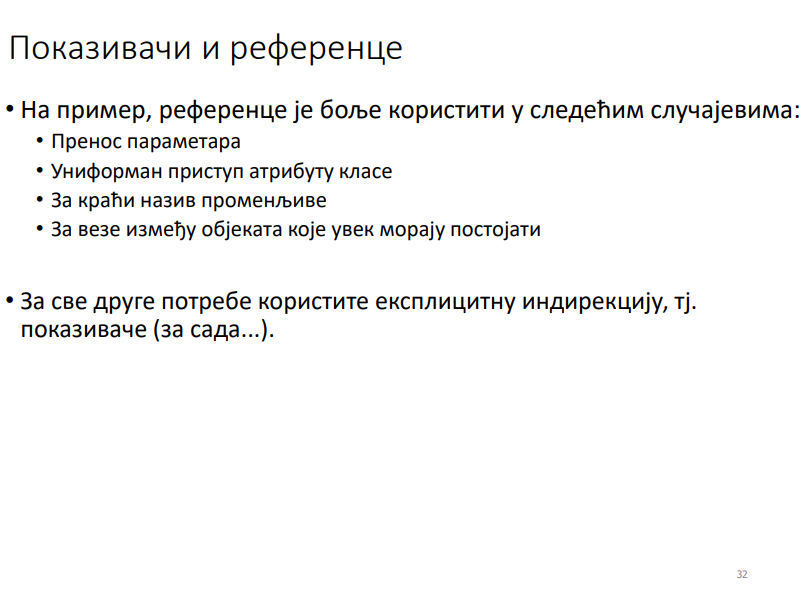 Показивачи и референце
• На пример, референце је боље користити у следећим случајевима:
• Пренос параметара
• Униформан приступ атрибуту класе
• За краћи назив променљиве
• За везе између објеката које увек морају постојати
• За све друге потребе користите експлицитну индирекцију, тј.
показиваче (за сада...).
32